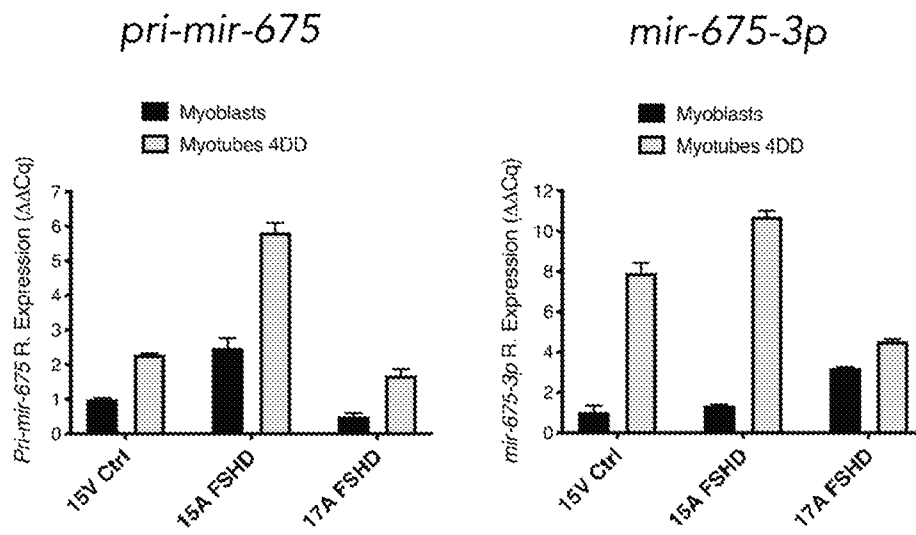 pri-mir-675
Myoblasts
Myotubes 4DD
Pri-mir-675 R. Expression (ΔΔCq)
7
6
5
4
3
2
1
0
15V Ctrl
15A FSHD
17A FSHD
mir-675-3p
Myoblasts
Myotubes 4DD
mir-675-3p R. Expression (ΔΔCq)
12
10
8
6
4
2
0
15V Ctrl
15A FSHD
17A FSHD